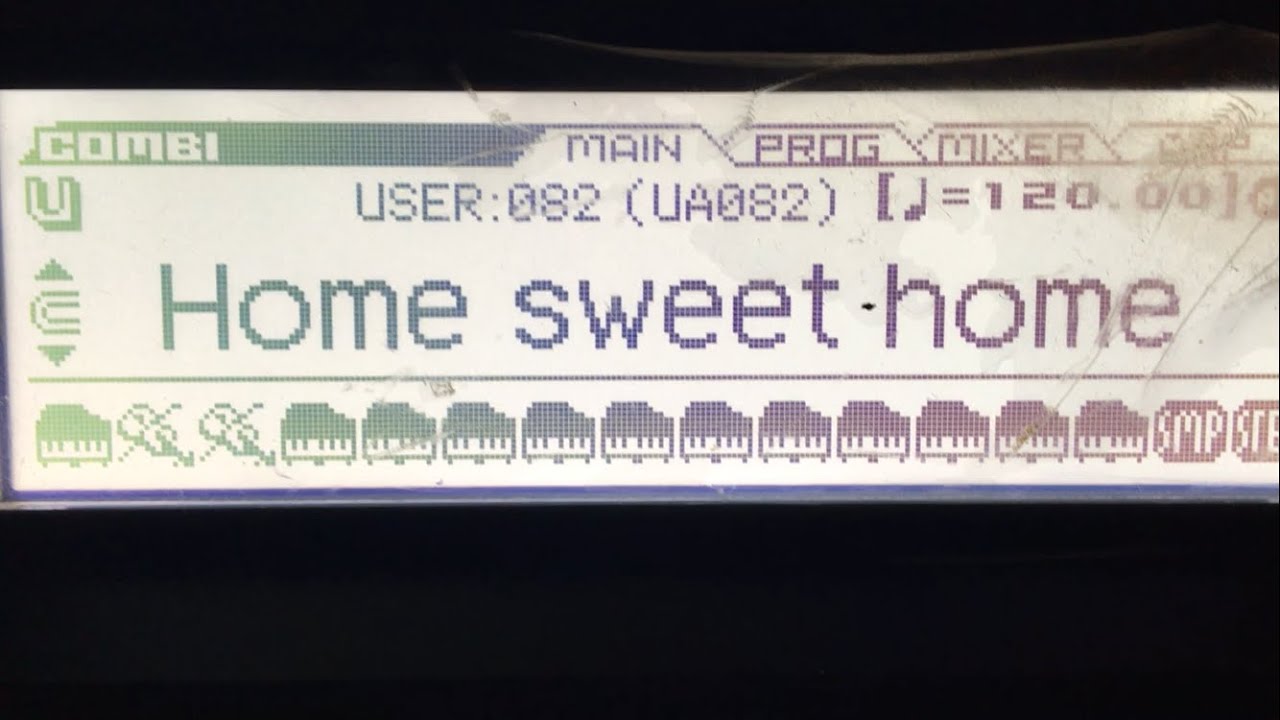 COMBI MAIN PROG MIXER
U USER:082 (UA082) [♩=120.00]
Home sweet home
SMP